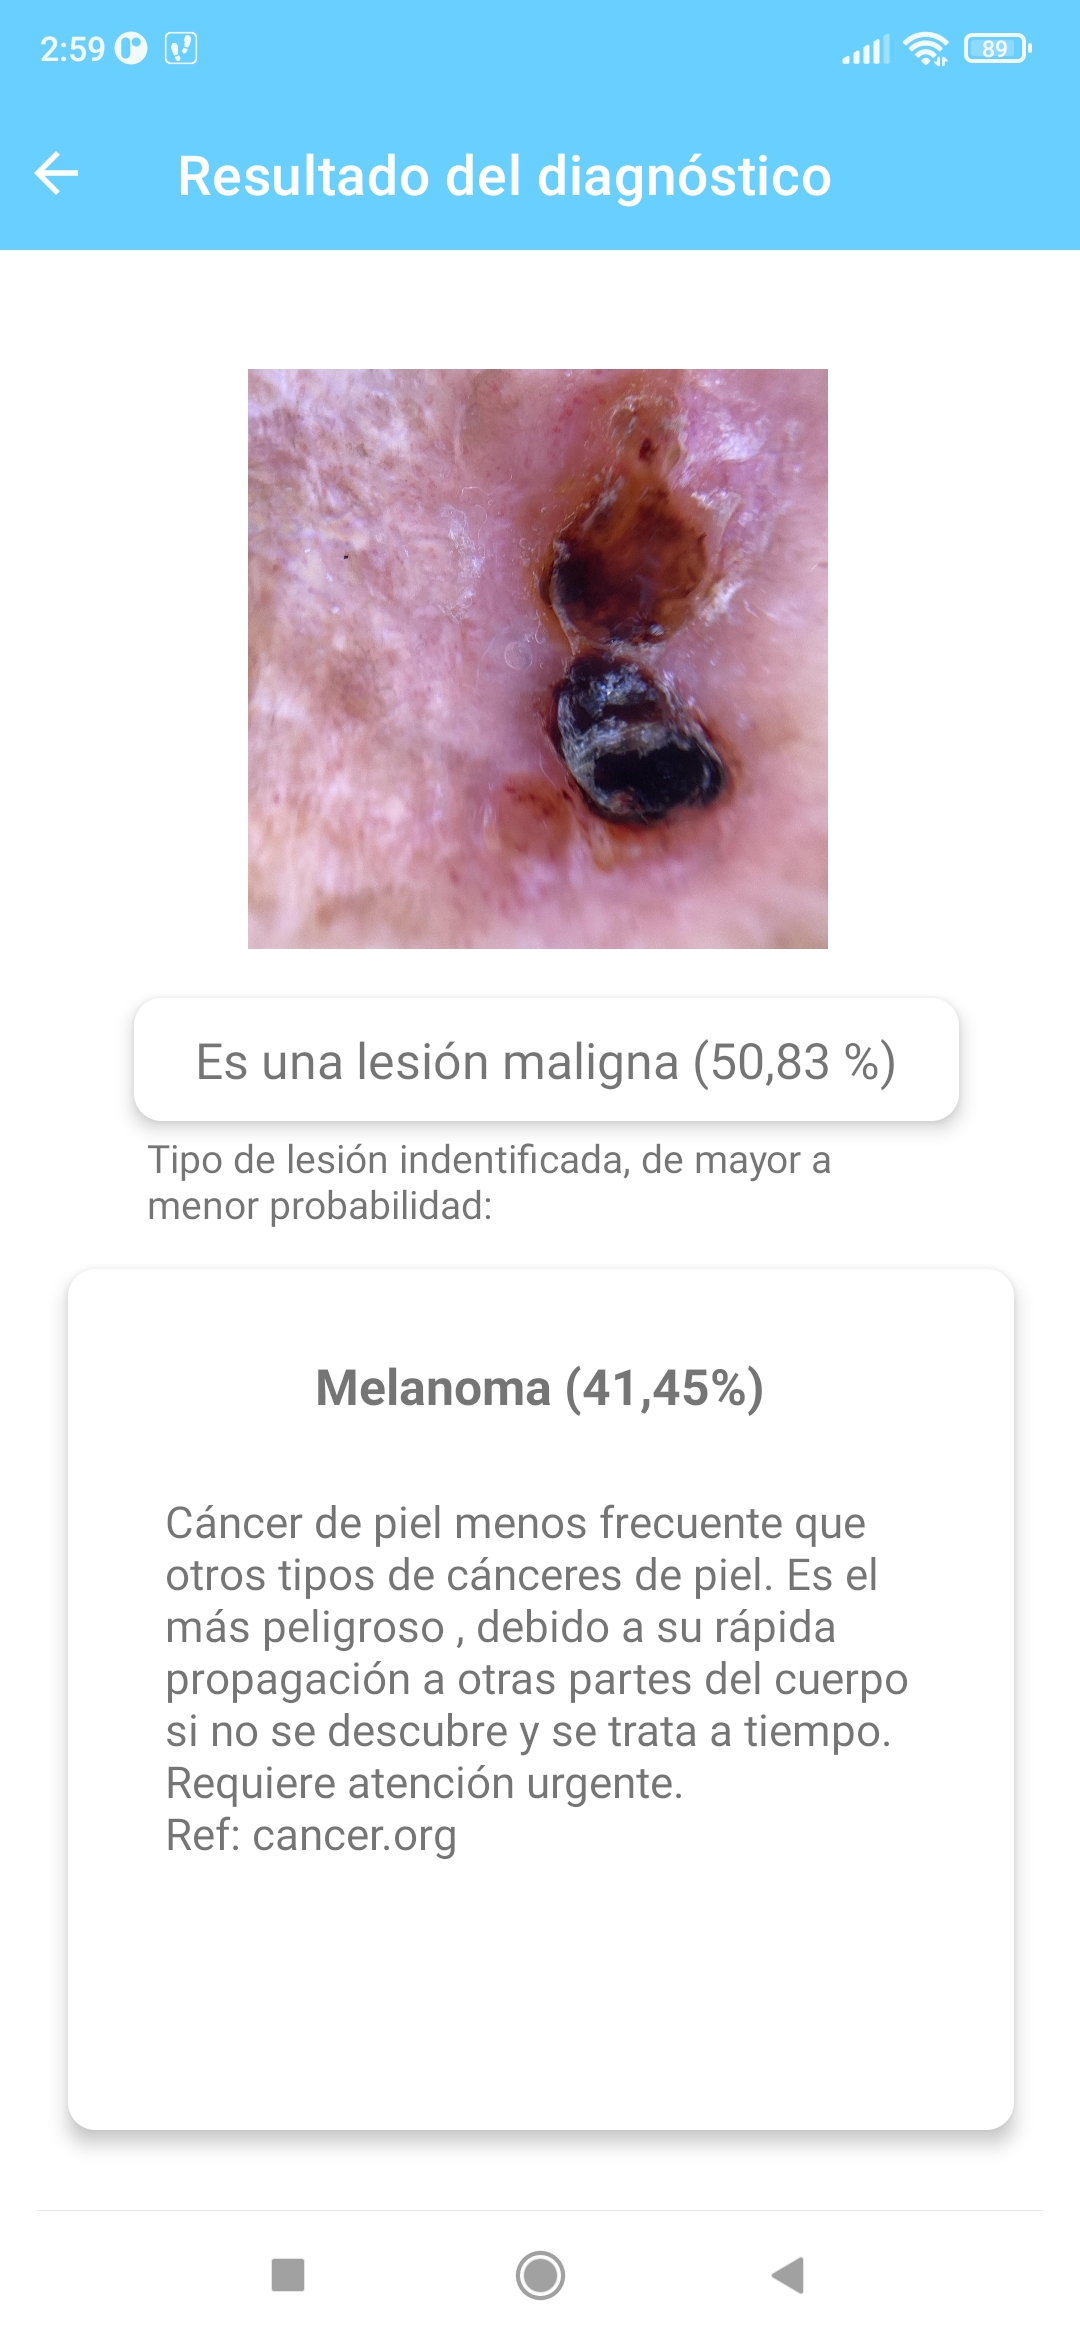 2:59
89
Resultado del diagnóstico
Es una lesión maligna (50,83 %)
Tipo de lesión indentificada, de mayor a
menor probabilidad:
Melanoma (41,45%)
Cáncer de piel menos frecuente que
otros tipos de cánceres de piel. Es el
más peligroso , debido a su rápida
propagación a otras partes del cuerpo
si no se descubre y se trata a tiempo.
Requiere atención urgente.
Ref: cancer.org